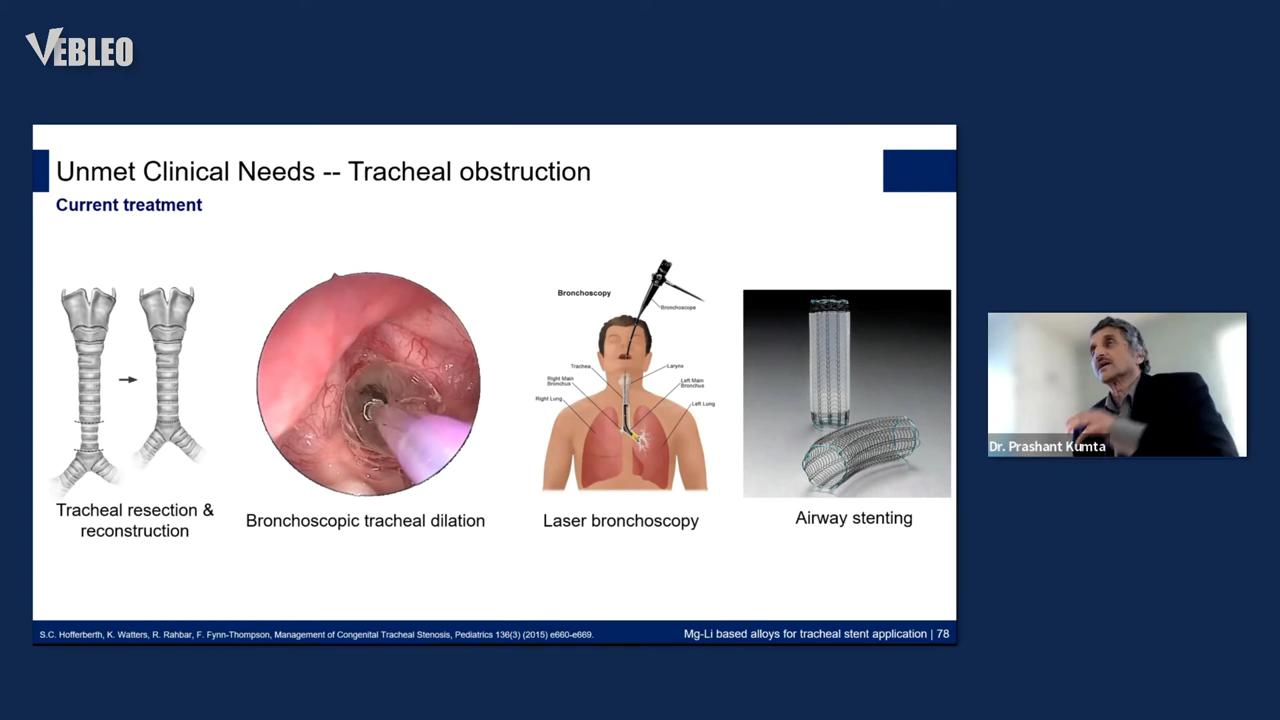 VEBLEO
Unmet Clinical Needs -- Tracheal obstruction
Current treatment
Bronchoscopy
Bronchoscope
Trachea
Larynx
Right Main
Bronchus
Left Main
Bronchus
Right Lung
Left Lung
Tracheal resection &
reconstruction
Bronchoscopic tracheal dilation
Laser bronchoscopy
Airway stenting
S.C. Hofferberth, K. Watters, R. Rahbar, F. Fynn-Thompson, Management of Congenital Tracheal Stenosis, Pediatrics 136(3) (2015) e660-e669.
Mg-Li based alloys for tracheal stent application | 78
Dr. Prashant Kumta